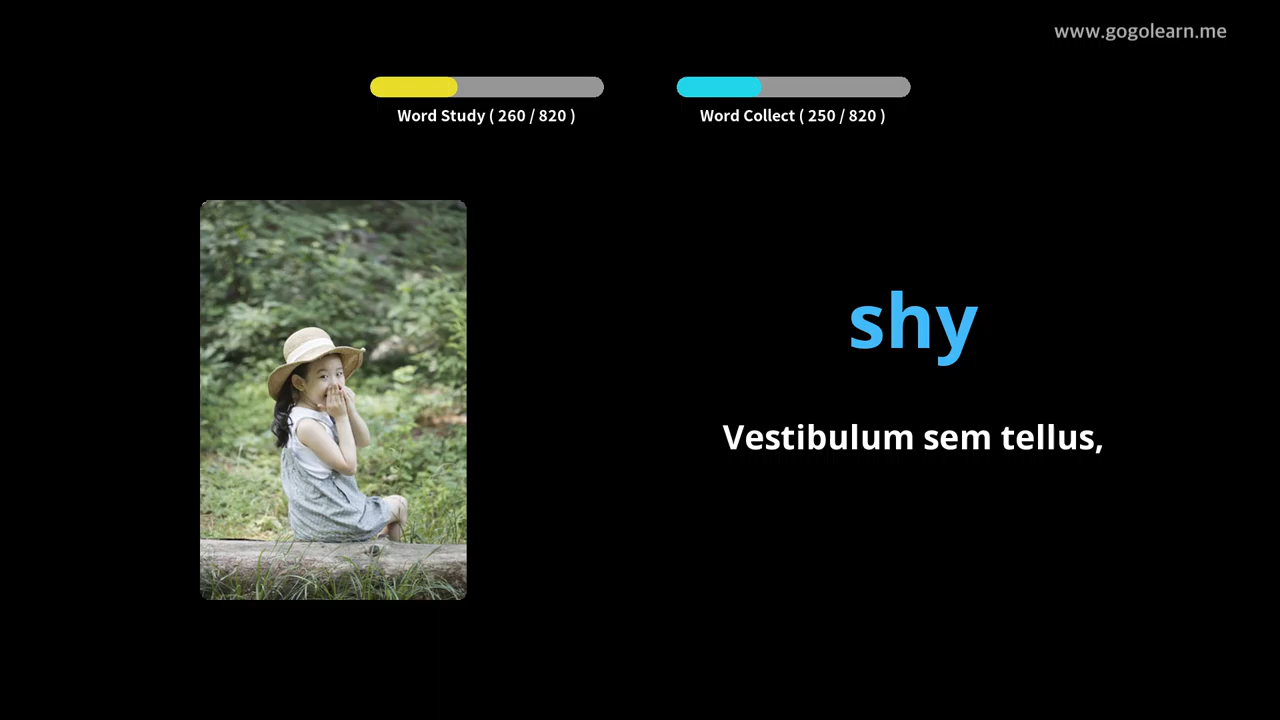 www.gogolearn.me
Word Study ( 260 / 820 )
Word Collect ( 250 / 820 )
shy
Vestibulum sem tellus,